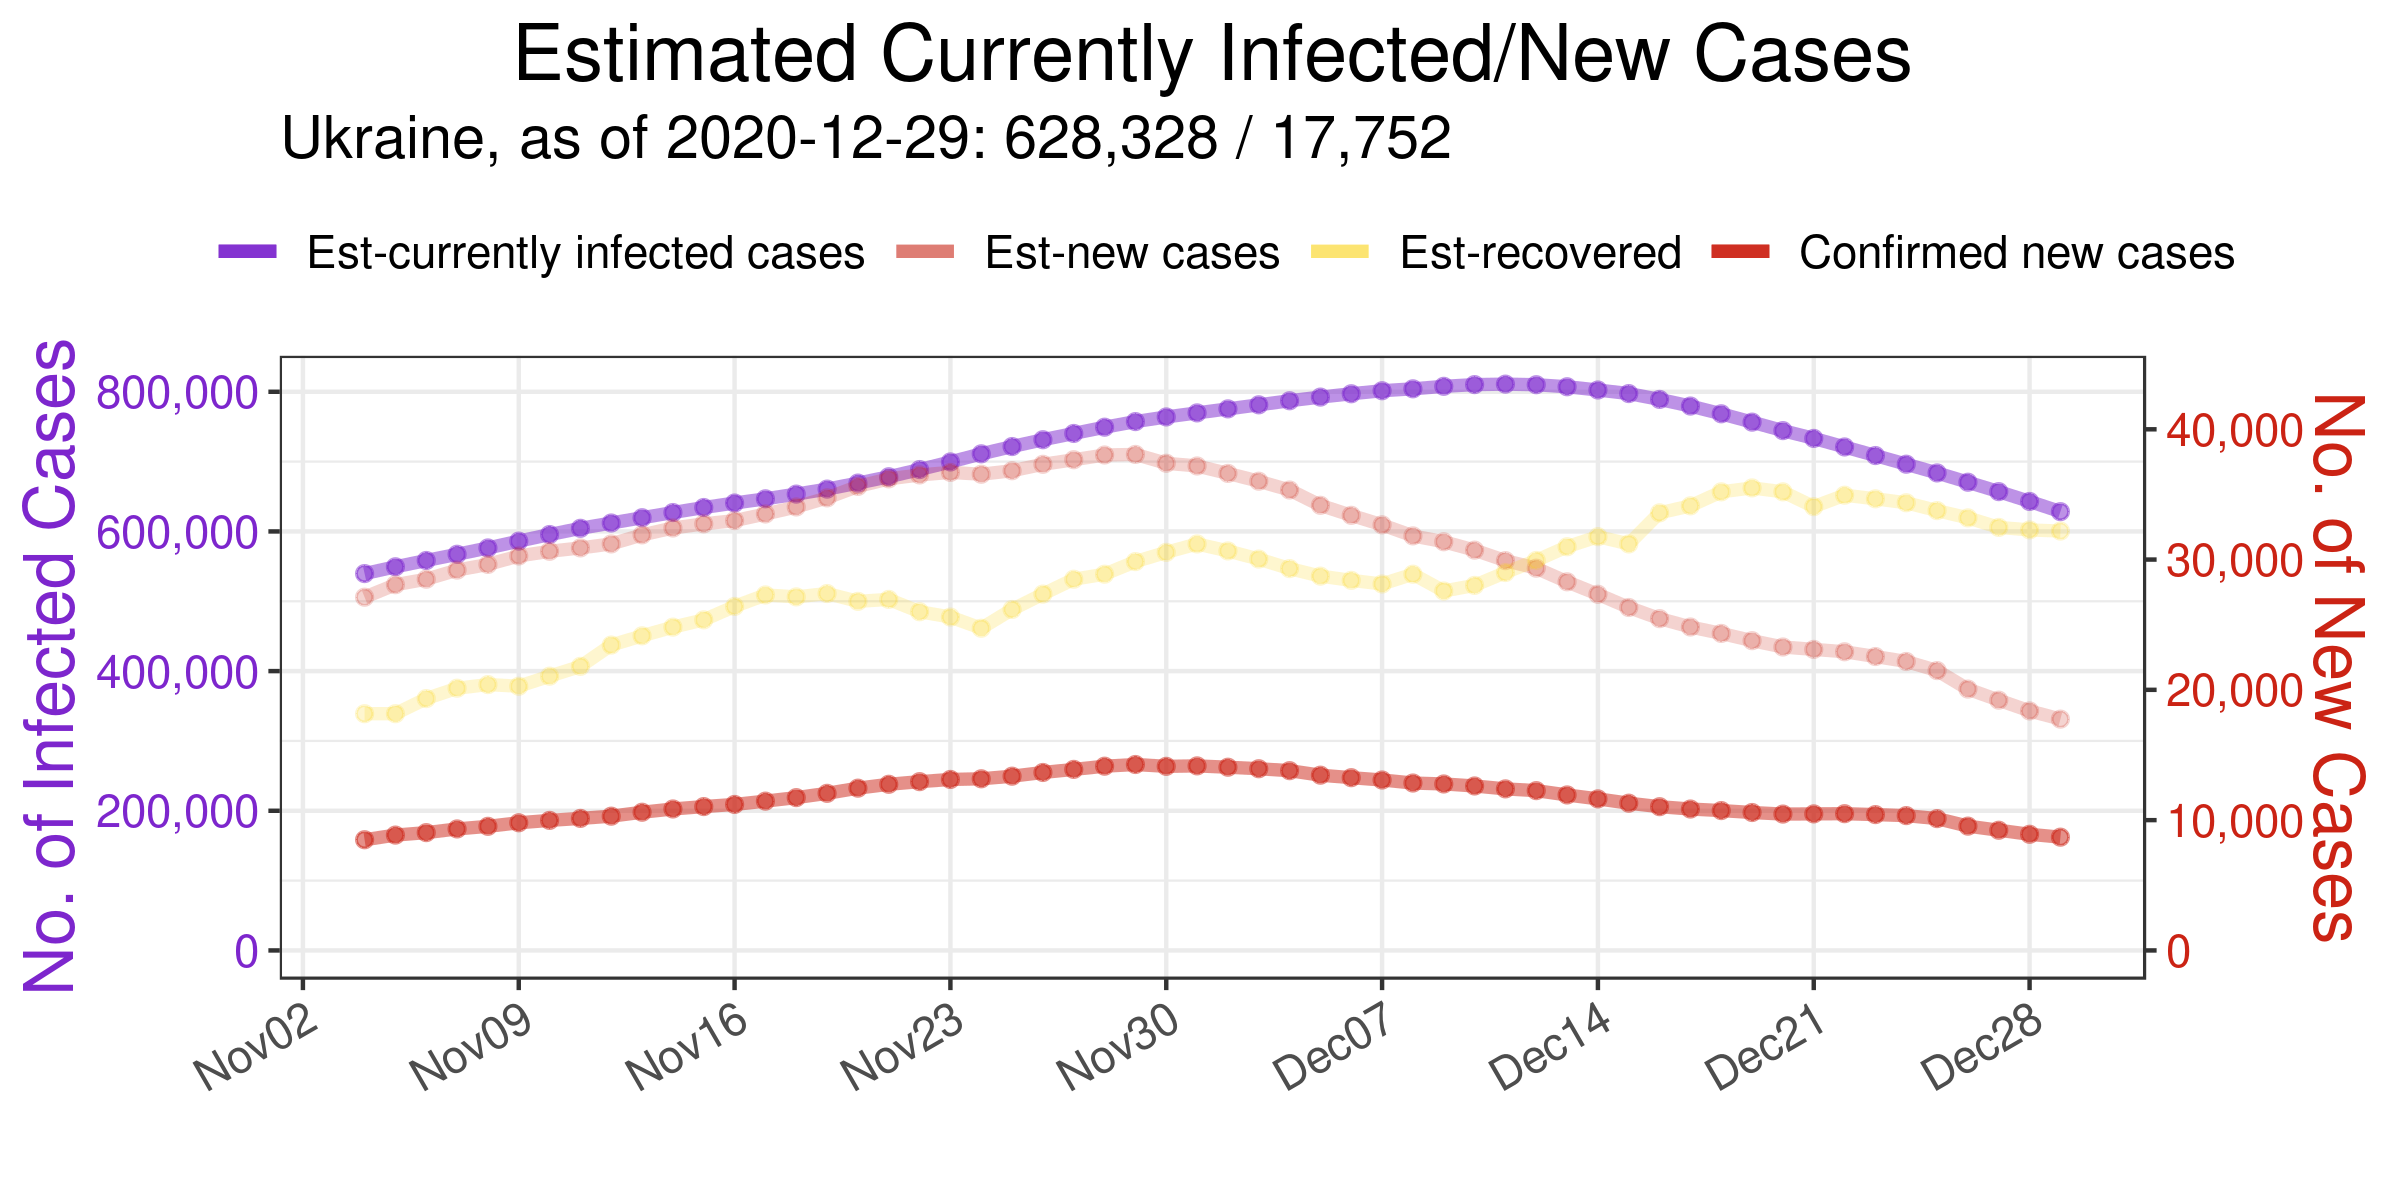 Estimated Currently Infected/New Cases
Ukraine, as of 2020-12-29: 628,328 / 17,752
Est-currently infected cases Est-new cases Est-recovered Confirmed new cases
No. of Infected Cases
800,000
600,000
400,000
200,000
0
40,000
30,000
20,000
10,000
0
No. of New Cases
Nov02 Nov09 Nov16 Nov23 Nov30 Dec07 Dec14 Dec21 Dec28